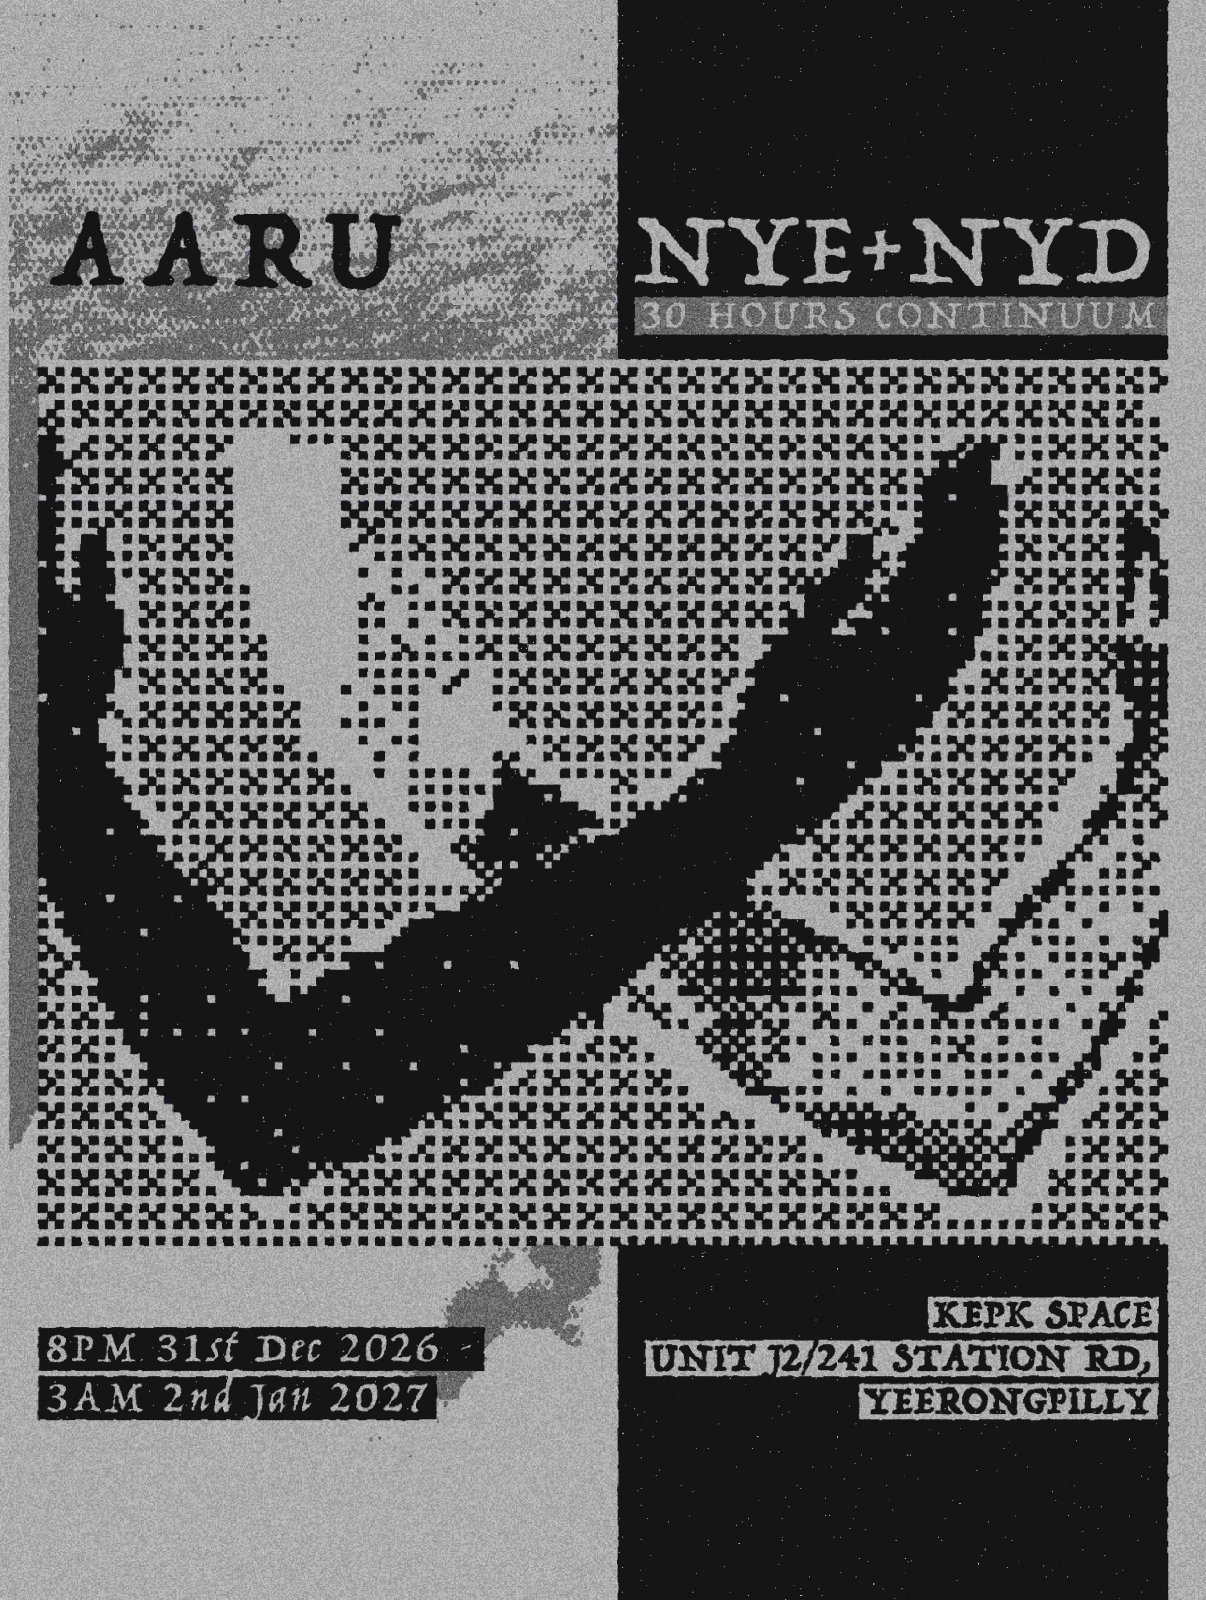 AARU
NYE+NYD
30 HOURS CONTINUUM
8PM 31st Dec 2026 -
3AM 2nd Jan 2027
KEPK SPACE
UNIT J2/241 STATION RD,
YEERONGPILLY